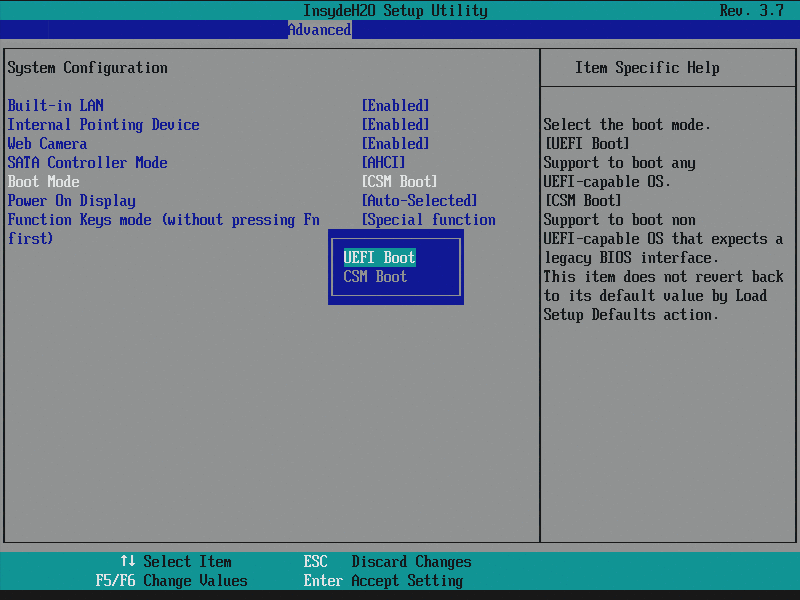 InsydeH2O Setup Utility Rev. 3.7
Advanced
System Configuration
Built-in LAN [Enabled]
Internal Pointing Device [Enabled]
Web Camera [Enabled]
SATA Controller Mode [AHCI]
Boot Mode [CSM Boot]
Power On Display [Auto-Selected]
Function Keys mode (without pressing Fn [Special function
first)
UEFI Boot
CSM Boot
Item Specific Help
Select the boot mode.
[UEFI Boot]
Support to boot any
UEFI-capable OS.
[CSM Boot]
Support to boot non
UEFI-capable OS that expects a
legacy BIOS interface.
This item does not revert back
to its default value by Load
Setup Defaults action.
↑↓ Select Item ESC Discard Changes
F5/F6 Change Values Enter Accept Setting